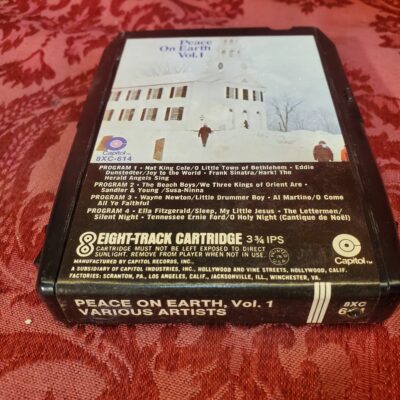 Peace
On Earth
Vol. 1
Capitol
8XC-614
PROGRAM 1 • Nat King Cole/O Little Town of Bethlehem • Eddie
Dunstedter/Joy to the World • Frank Sinatra/Hark! The
Herald Angels Sing
PROGRAM 2 • The Beach Boys/We Three Kings of Orient Are •
Sandler & Young /Susa-Ninna
PROGRAM 3 • Wayne Newton/Little Drummer Boy • Al Martino/O Come
All Ye Faithful
PROGRAM 4 • Ella Fitzgerald/Sleep, My Little Jesus • The Lettermen/
Silent Night • Tennessee Ernie Ford/O Holy Night (Cantique de Noël)
8 EIGHT-TRACK CARTRIDGE 3¾ IPS
CARTRIDGE MUST NOT BE LEFT EXPOSED TO DIRECT
SUNLIGHT. REMOVE FROM PLAYER WHEN NOT IN USE.
MANUFACTURED BY CAPITOL RECORDS, INC.,
A SUBSIDIARY OF CAPITOL INDUSTRIES, INC., HOLLYWOOD AND VINE STREETS, HOLLYWOOD, CALIF.
FACTORIES: SCRANTON, PA., LOS ANGELES, CALIF., JACKSONVILLE, ILL., WINCHESTER, VA.
Capitol
PEACE ON EARTH, Vol. 1
VARIOUS ARTISTS
8XC